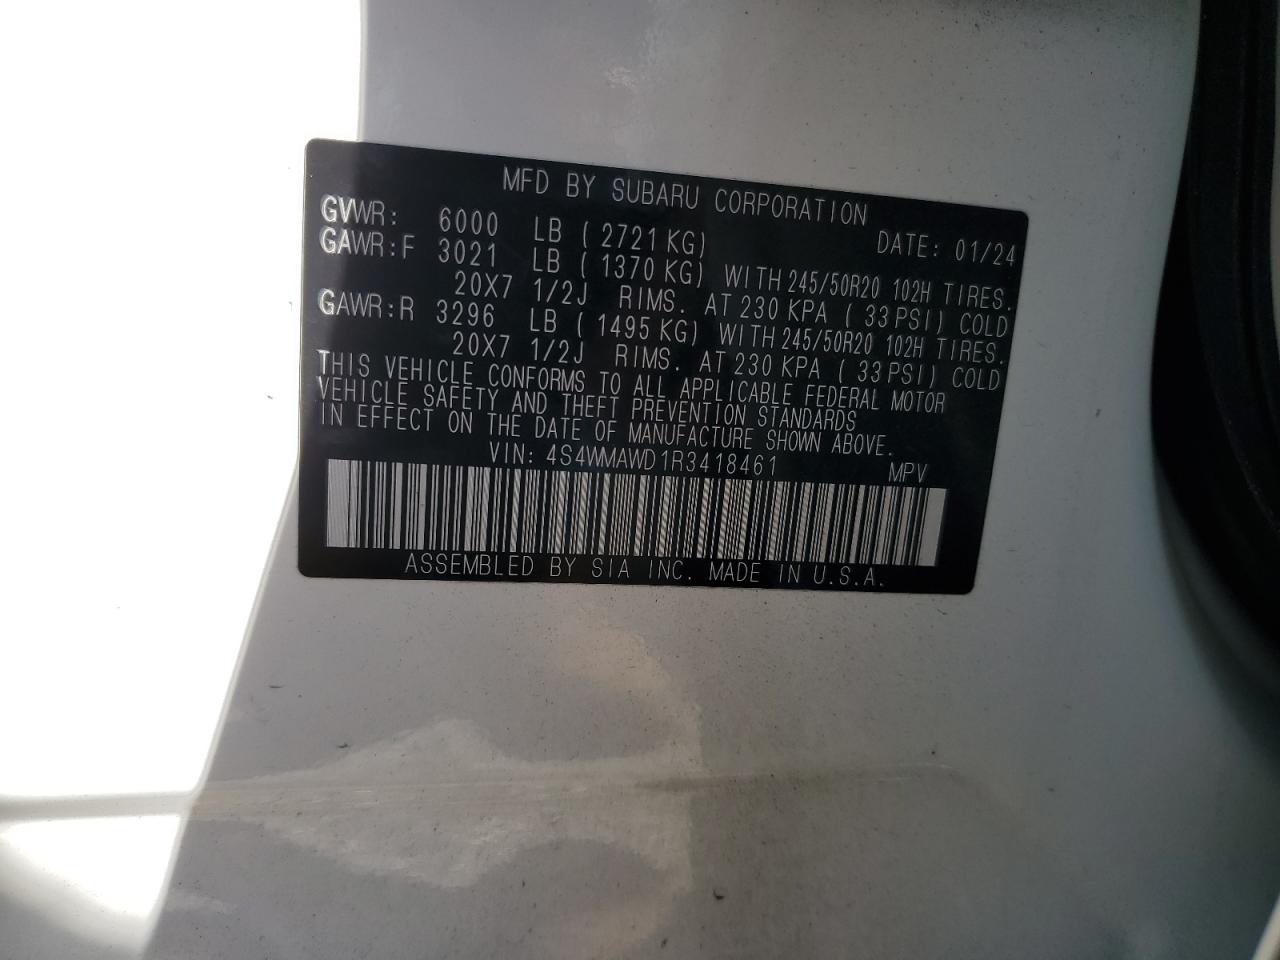 MFD BY SUBARU CORPORATION
GVWR: 6000 LB ( 2721 KG) DATE: 01/24
GAWR:F 3021 LB ( 1370 KG) WITH 245/50R20 102H TIRES.
20X7 1/2J RIMS. AT 230 KPA ( 33 PSI) COLD
GAWR:R 3296 LB ( 1495 KG) WITH 245/50R20 102H TIRES.
20X7 1/2J RIMS. AT 230 KPA ( 33 PSI) COLD
THIS VEHICLE CONFORMS TO ALL APPLICABLE FEDERAL MOTOR
VEHICLE SAFETY AND THEFT PREVENTION STANDARDS
IN EFFECT ON THE DATE OF MANUFACTURE SHOWN ABOVE.
VIN: 4S4WMAWD1R3418461 MPV
ASSEMBLED BY SIA INC. MADE IN U.S.A.